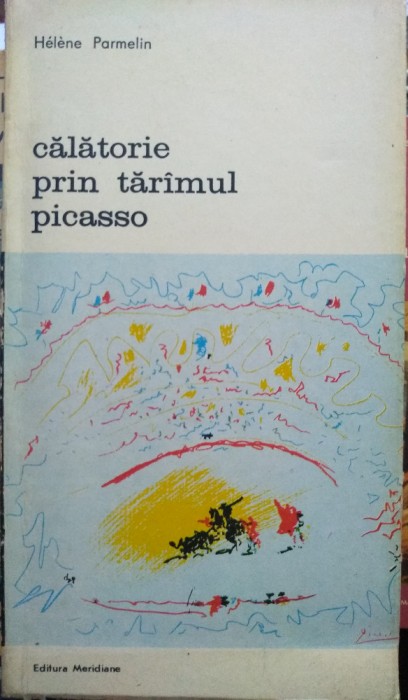 Hélène Parmelin
călătorie
prin tărîmul
picasso
Editura Meridiane